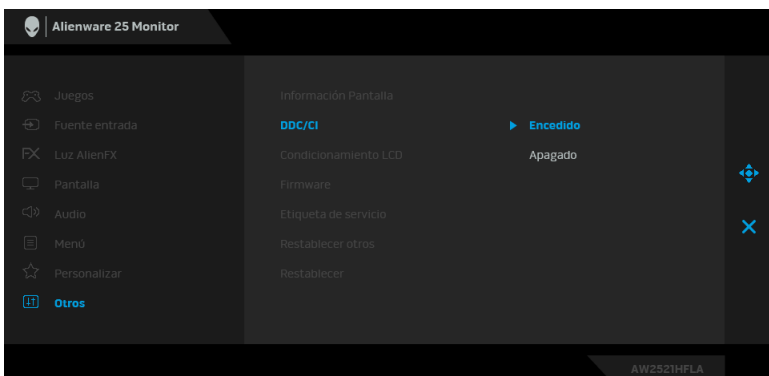 Alienware 25 Monitor
Juegos
Fuente entrada
FX Luz AlienFX
Pantalla
Audio
Menú
Personalizar
Otros
Información Pantalla
DDC/CI
Condicionamiento LCD
Firmware
Etiqueta de servicio
Restablecer otros
Restablecer
Encedido
Apagado
AW2521HFLA